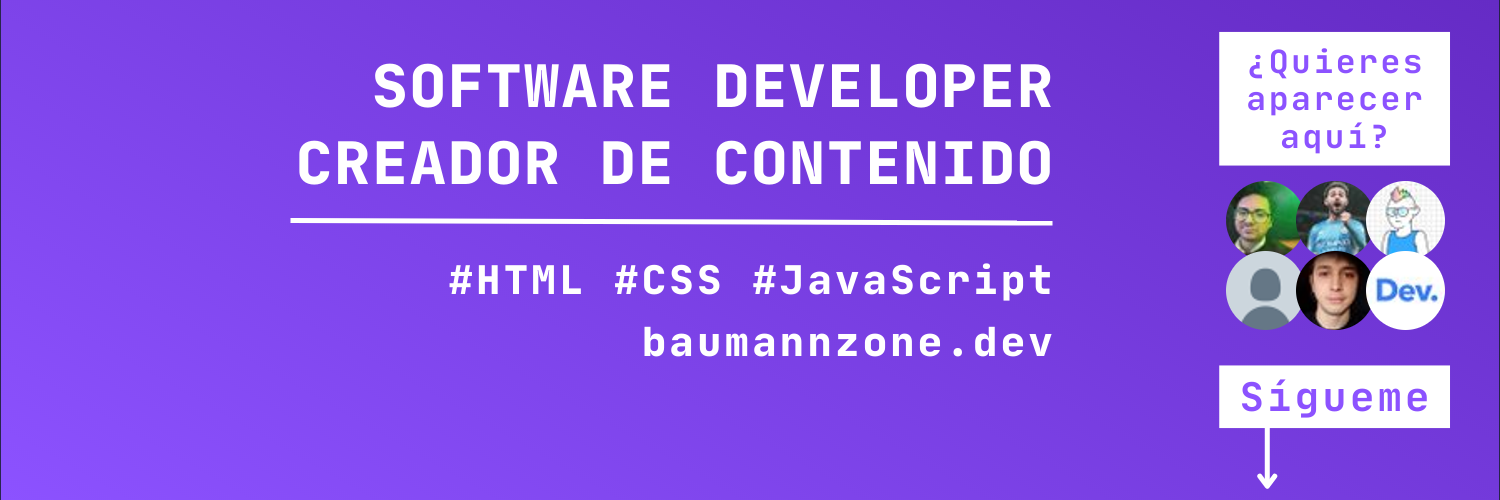 SOFTWARE DEVELOPER
CREADOR DE CONTENIDO
#HTML #CSS #JavaScript
baumannzone.dev
¿Quieres
aparecer
aquí?
Dev.
Sígueme